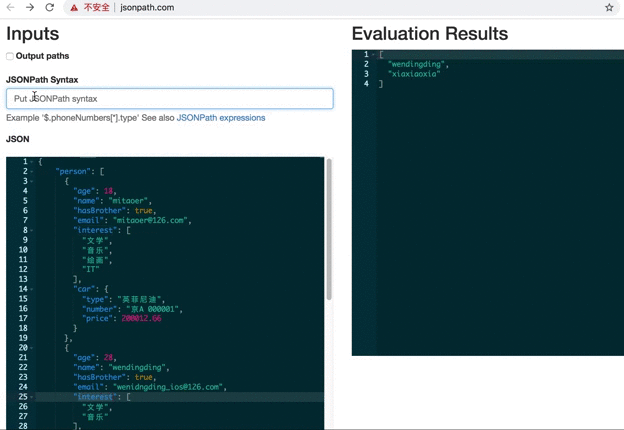 不安全 | jsonpath.com
Inputs
Output paths
JSONPath Syntax
Put JSONPath syntax
Example '$.phoneNumbers[*].type' See also JSONPath expressions
JSON
1 {
2 "person": [
3 {
4 "age": 18,
5 "name": "mitaoer",
6 "hasBrother": true,
7 "email": "mitaoer@126.com",
8 "interest": [
9 "文学",
10 "音乐",
11 "绘画",
12 "IT"
13 ],
14 "car": {
15 "type": "英菲尼迪",
16 "number": "京A 000001",
17 "price": 200012.66
18 }
19 },
20 {
21 "age": 28,
22 "name": "wendingding",
23 "hasBrother": true,
24 "email": "wenidngding_ios@126.com",
25 "interest": [
26 "文学",
27 "音乐"
28 ],
Evaluation Results
1 [
2 "wendingding",
3 "xiaxiaoxia"
4 ]